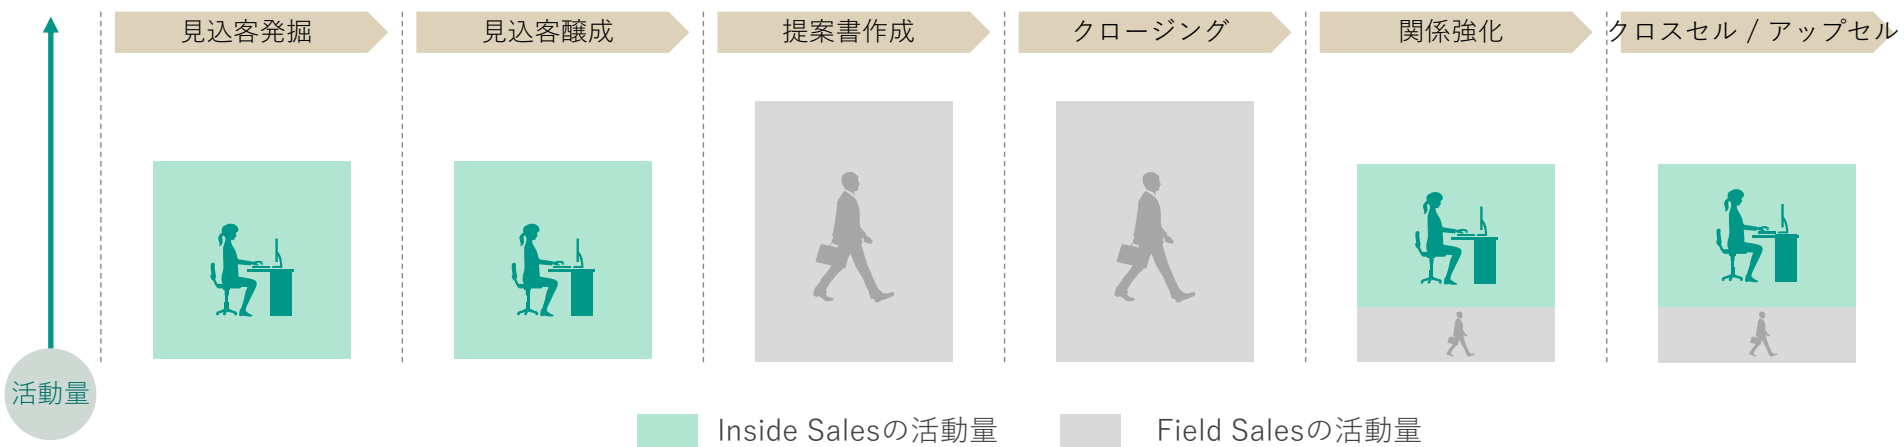 見込客発掘
見込客醸成
提案書作成
クロージング
関係強化
クロスセル / アップセル
活動量
Inside Salesの活動量
Field Salesの活動量